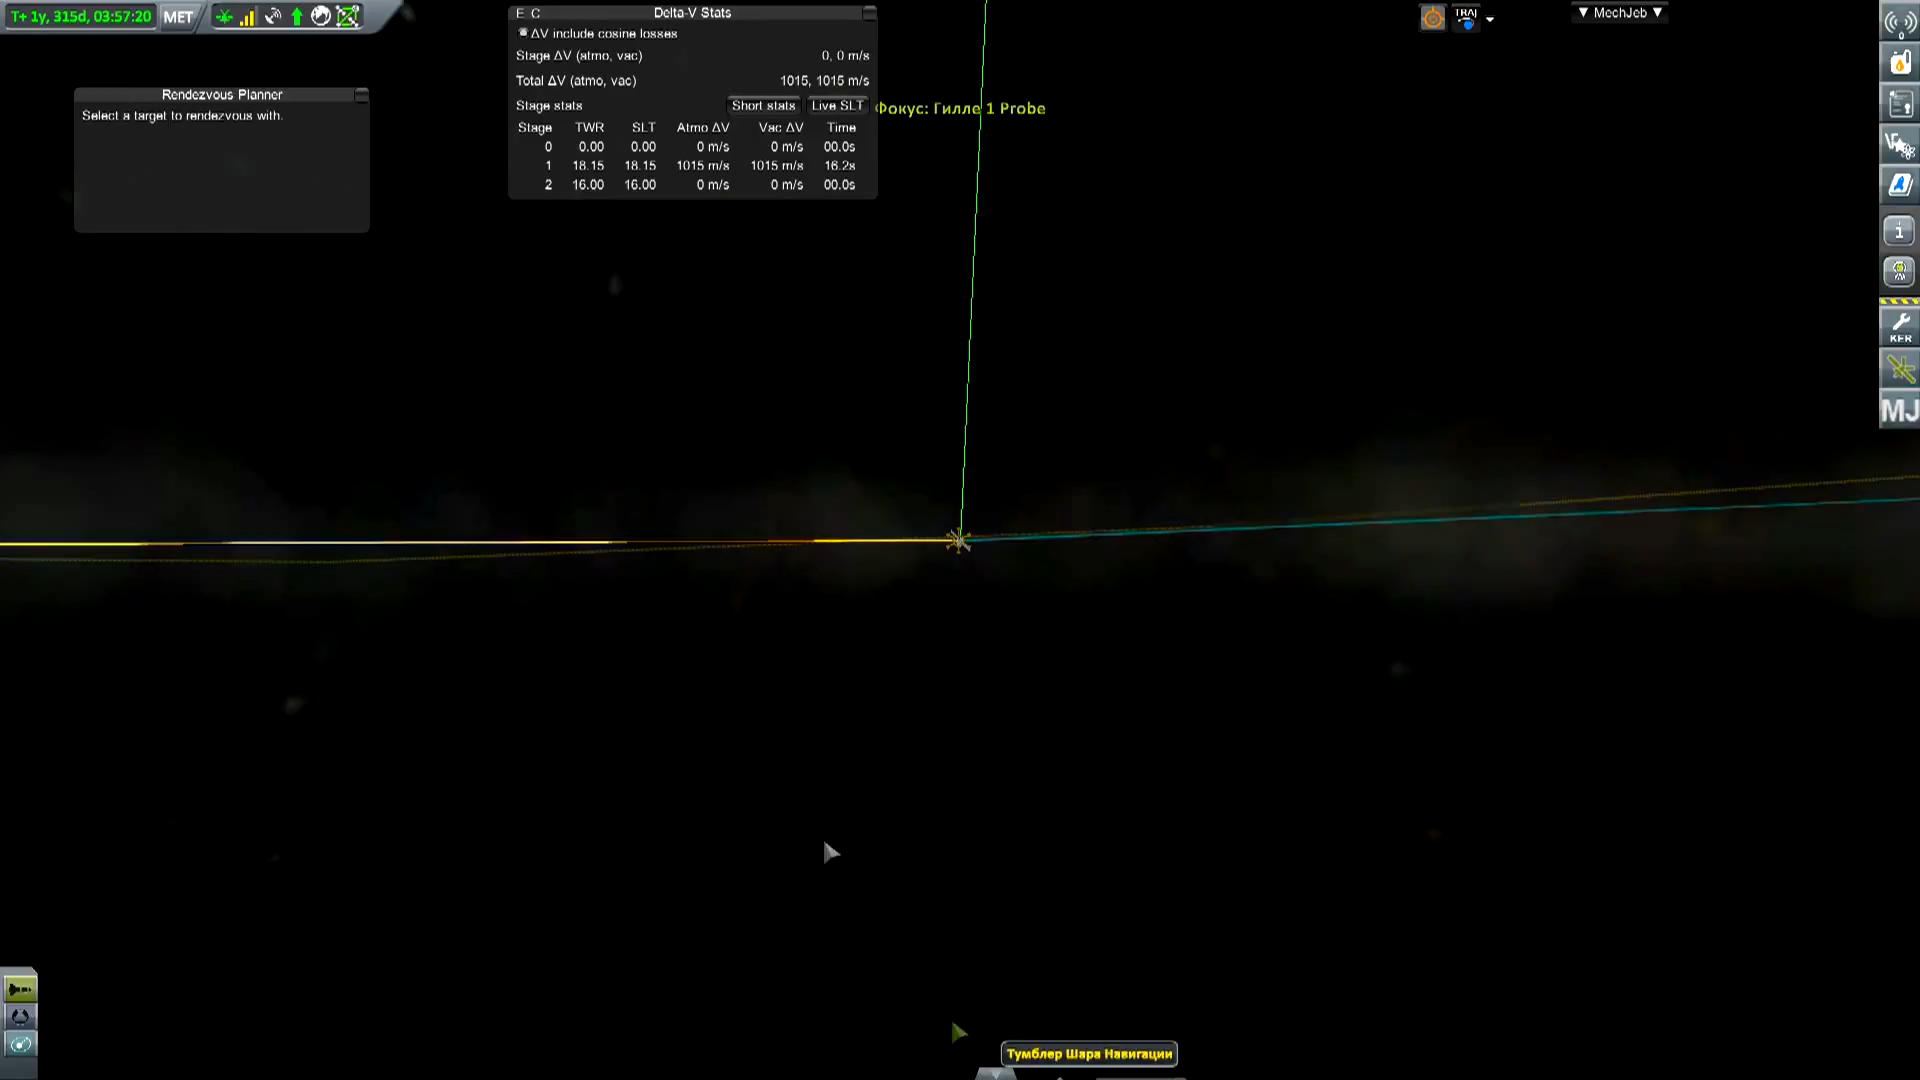 T+ 1y, 315d, 03:57:20 MET
E C Delta-V Stats
ΔV include cosine losses
Stage ΔV (atmo, vac) 0, 0 m/s
Total ΔV (atmo, vac) 1015, 1015 m/s
Stage stats Short stats Live SLT
Stage TWR SLT Atmo ΔV Vac ΔV Time
0 0.00 0.00 0 m/s 0 m/s 00.0s
1 18.15 18.15 1015 m/s 1015 m/s 16.2s
2 16.00 16.00 0 m/s 0 m/s 00.0s
Rendezvous Planner
Select a target to rendezvous with.
Фокус: Гилле 1 Probe
TRAJ
▼ MechJeb ▼
0
i
KER
MJ
Тумблер Шара Навигации